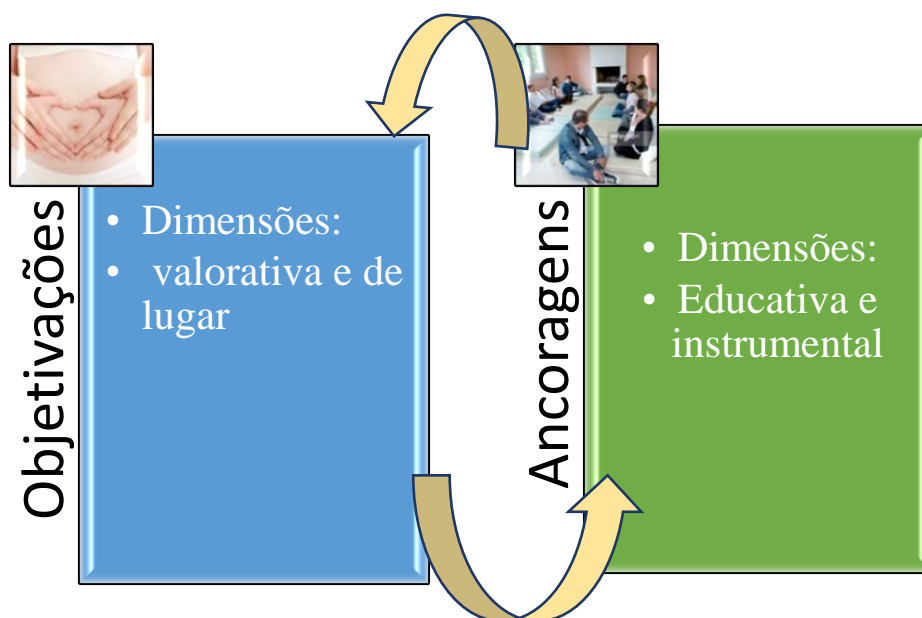 Objetivações
• Dimensões:
• valorativa e de
lugar
Ancoragens
• Dimensões:
• Educativa e
instrumental